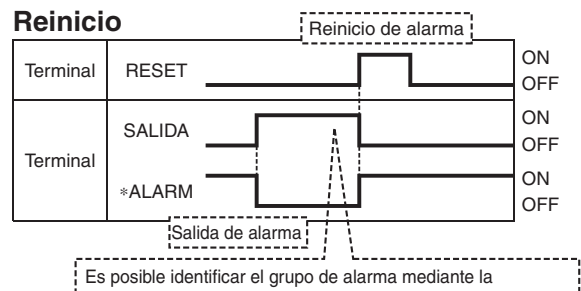 Reinicio
Reinicio de alarma
Terminal RESET ON
OFF
Terminal SALIDA ON
OFF
*ALARM ON
OFF
Salida de alarma
Es posible identificar el grupo de alarma mediante la